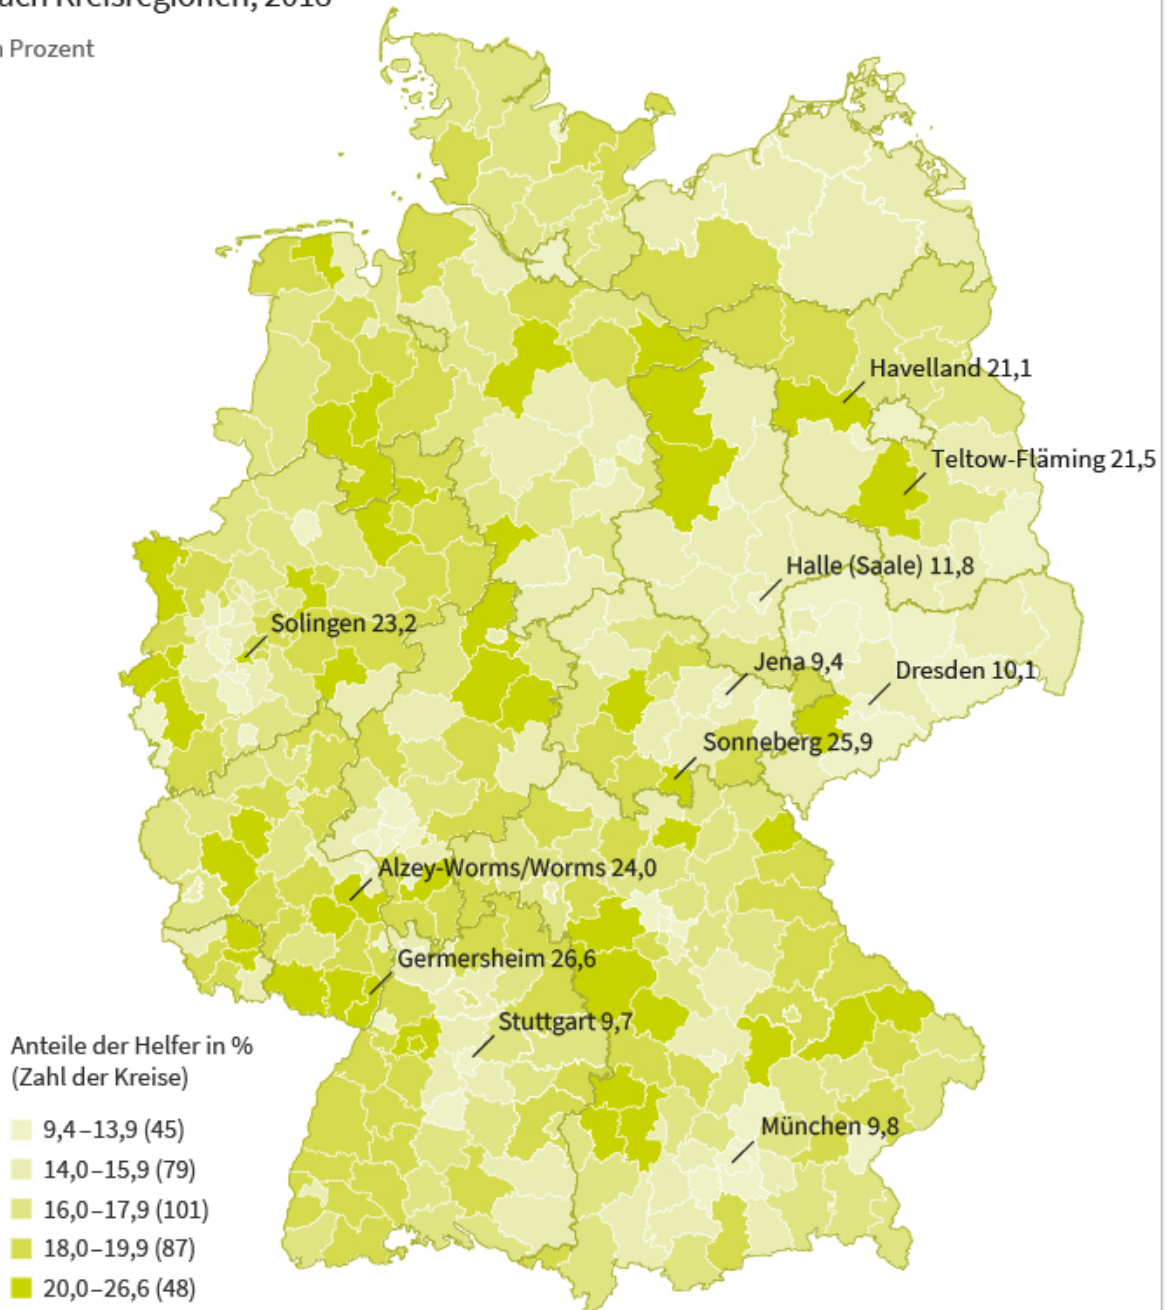 nach Kreisregionen, 2018
n Prozent
Havelland 21,1
Teltow-Fläming 21,5
Halle (Saale) 11,8
Solingen 23,2
Jena 9,4
Dresden 10,1
Sonneberg 25,9
Alzey-Worms/Worms 24,0
Germersheim 26,6
Stuttgart 9,7
Anteile der Helfer in %
(Zahl der Kreise)
9,4–13,9 (45)
München 9,8
14,0–15,9 (79)
16,0–17,9 (101)
18,0–19,9 (87)
20,0–26,6 (48)